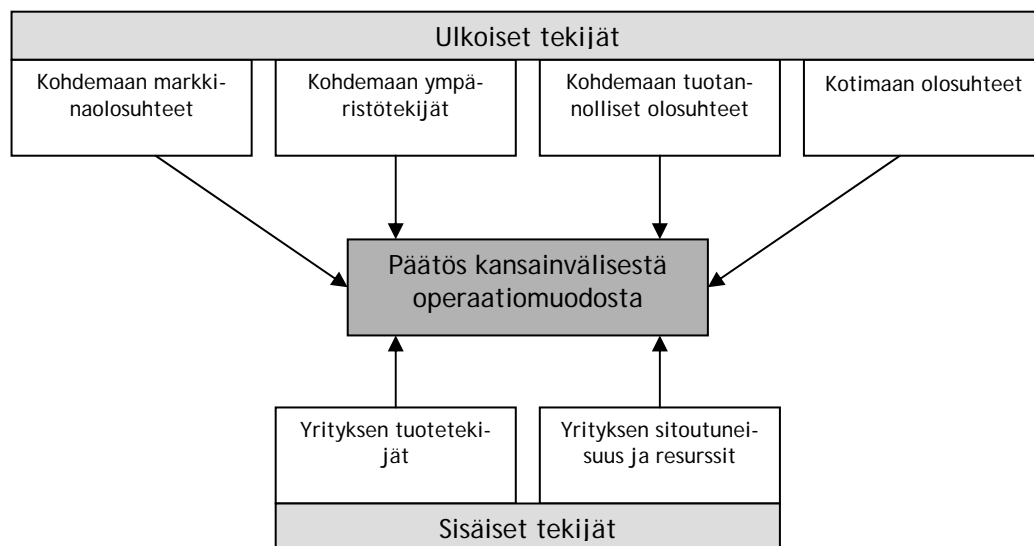 Ulkoiset tekijät
Kohdemaan markki-
naolosuhteet
Kohdemaan ympä-
ristötekijät
Kohdemaan tuotan-
nolliset olosuhteet
Kotimaan olosuhteet
Päätös kansainvälisestä
operaatiomuodosta
Yrityksen tuoteteki-
jät
Yrityksen sitoutunei-
suus ja resurssit
Sisäiset tekijät